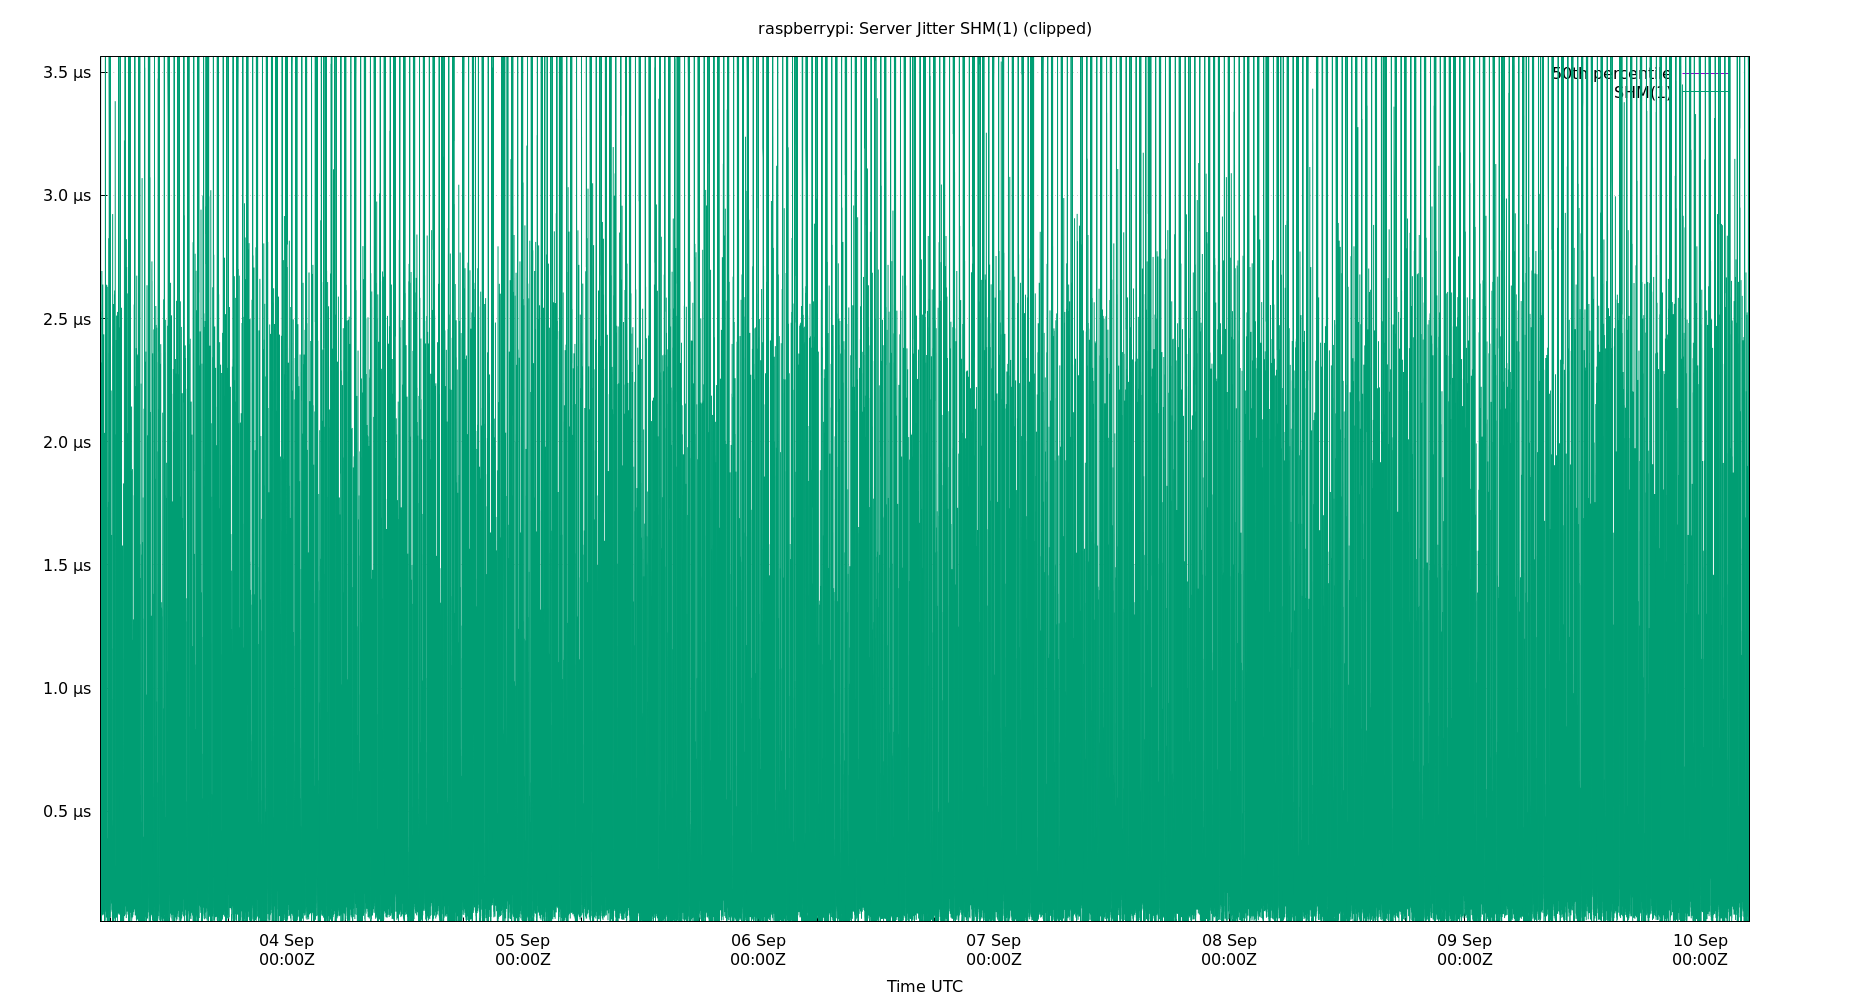 raspberrypi: Server Jitter SHM(1) (clipped)
3.5 μs
3.0 μs
2.5 μs
2.0 μs
1.5 μs
1.0 μs
0.5 μs
50th percentile
SHM(1)
04 Sep
00:00Z
05 Sep
00:00Z
06 Sep
00:00Z
07 Sep
00:00Z
08 Sep
00:00Z
09 Sep
00:00Z
10 Sep
00:00Z
Time UTC